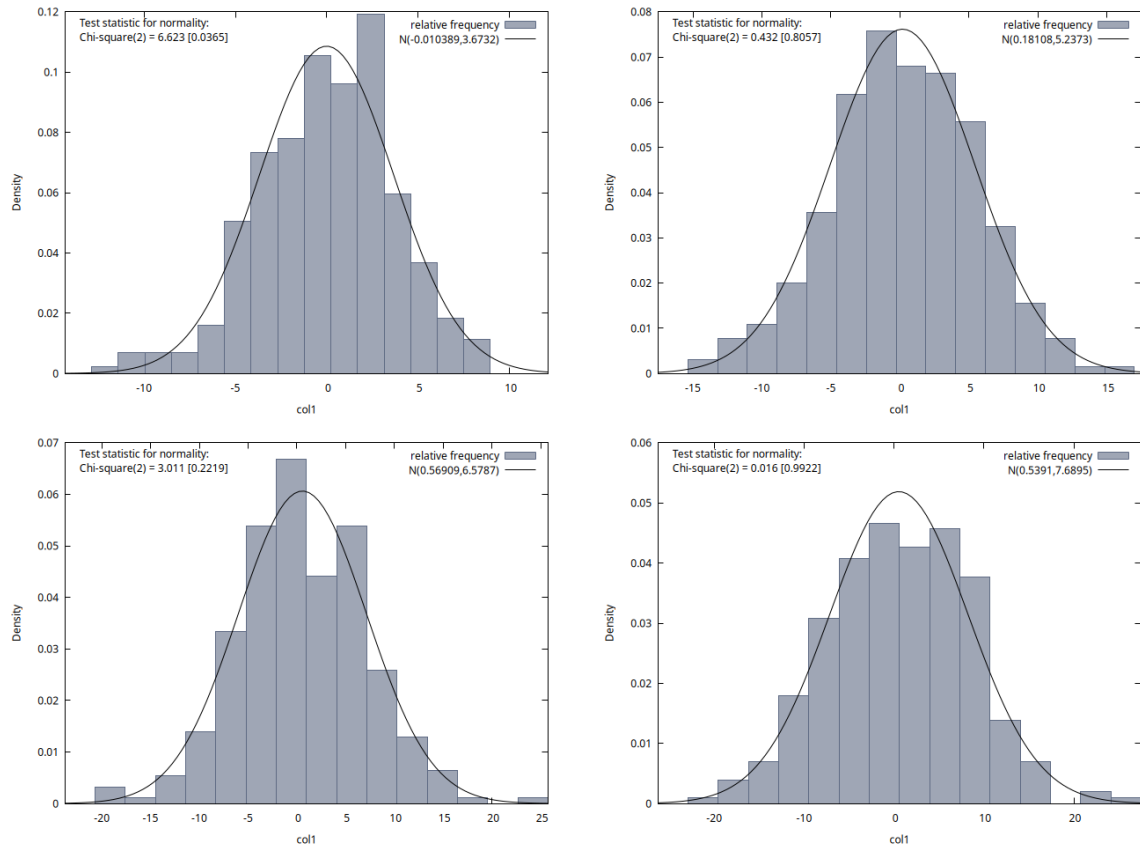 Test statistic for normality:
Chi-square(2) = 6.623 [0.0365]
relative frequency
N(-0.010389,3.6732)
0.12
0.1
0.08
0.06
0.04
0.02
0
Density
-10
-5
0
5
10
col1
Test statistic for normality:
Chi-square(2) = 0.432 [0.8057]
relative frequency
N(0.18108,5.2373)
0.08
0.07
0.06
0.05
0.04
0.03
0.02
0.01
0
Density
-15
-10
-5
0
5
10
15
col1
Test statistic for normality:
Chi-square(2) = 3.011 [0.2219]
relative frequency
N(0.56909,6.5787)
0.07
0.06
0.05
0.04
0.03
0.02
0.01
0
Density
-20
-15
-10
-5
0
5
10
15
20
25
col1
Test statistic for normality:
Chi-square(2) = 0.016 [0.9922]
relative frequency
N(0.5391,7.6895)
0.06
0.05
0.04
0.03
0.02
0.01
0
Density
-20
-10
0
10
20
col1